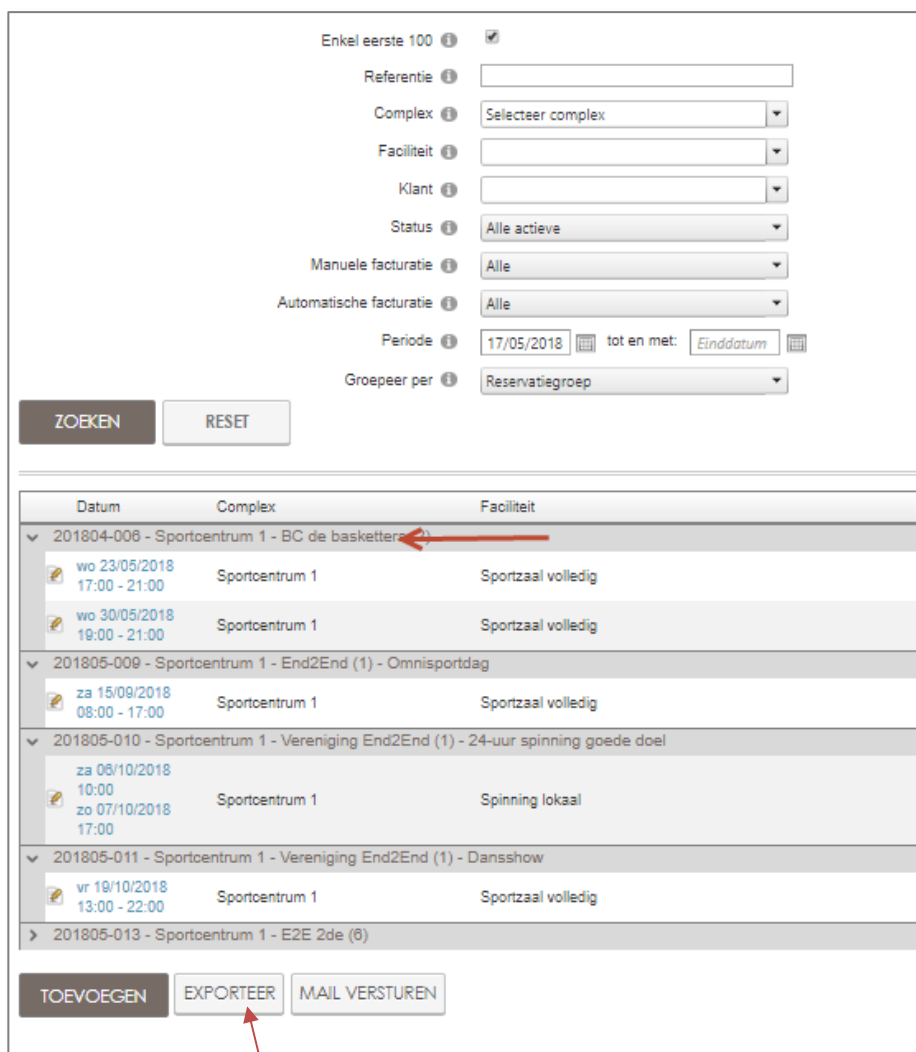 Enkel eerste 100
Referentie
Complex Selecteer complex
Faciliteit
Klant
Status Alle actieve
Manuele facturatie Alle
Automatische facturatie Alle
Periode 17/05/2018 tot en met: Einddatum
Groepeer per Reservatiegroep
ZOEKEN RESET
Datum Complex Faciliteit
201804-006 - Sportcentrum 1 - BC de basketters
wo 23/05/2018
17:00 - 21:00 Sportcentrum 1 Sportzaal volledig
wo 30/05/2018
19:00 - 21:00 Sportcentrum 1 Sportzaal volledig
201805-009 - Sportcentrum 1 - End2End (1) - Omnisportdag
za 15/09/2018
08:00 - 17:00 Sportcentrum 1 Sportzaal volledig
201805-010 - Sportcentrum 1 - Vereniging End2End (1) - 24-uur spinning goede doel
za 06/10/2018
10:00
zo 07/10/2018 Sportcentrum 1 Spinning lokaal
17:00
201805-011 - Sportcentrum 1 - Vereniging End2End (1) - Dansshow
vr 19/10/2018
13:00 - 22:00 Sportcentrum 1 Sportzaal volledig
201805-013 - Sportcentrum 1 - E2E 2de (6)
TOEVOEGEN EXPORTEER MAIL VERSTUREN